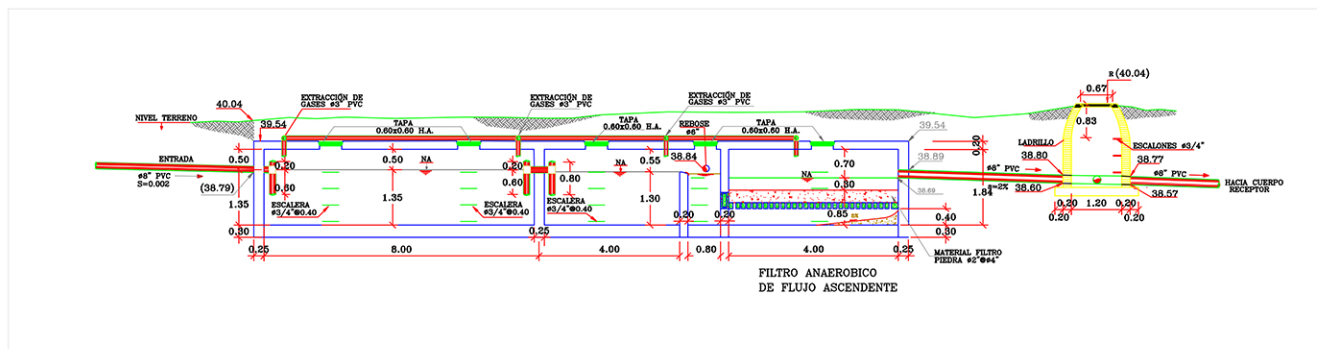 R (40.04)
0.67
EXTRACCIÓN DE
GASES ø3" PVC
EXTRACCIÓN DE
GASES ø3" PVC
EXTRACCIÓN DE
GASES ø3" PVC
40.04
NIVEL TERRENO
39.54
TAPA
0.60x0.60 H.A.
TAPA
0.60x0.60 H.A.
REBOSE
ø6"
TAPA
0.60x0.60 H.A.
39.54
0.83
LADRILLO
ESCALONES ø3/4"
0.20
ENTRADA
0.50
0.20
0.50
NA
0.20
0.55
NA
38.84
0.70
38.89
38.80
38.77
ø8" PVC
S=0.002
(38.79)
0.80
0.60
0.80
NA
0.30
38.69
ø8" PVC
s=2%
38.60
ø8" PVC
HACIA CUERPO
RECEPTOR
38.57
1.35
ESCALERA
ø3/4"@0.40
1.35
ESCALERA
ø3/4"@0.40
ESCALERA
ø3/4"@0.40
1.30
0.20
0.20
0.85
1.84
0.40
0.30
0.20
1.20
0.20
0.20
0.20
0.30
0.25
8.00
0.25
4.00
0.80
4.00
0.25
MATERIAL FILTRO
PIEDRA ø2"@ø4"
FILTRO ANAEROBICO
DE FLUJO ASCENDENTE